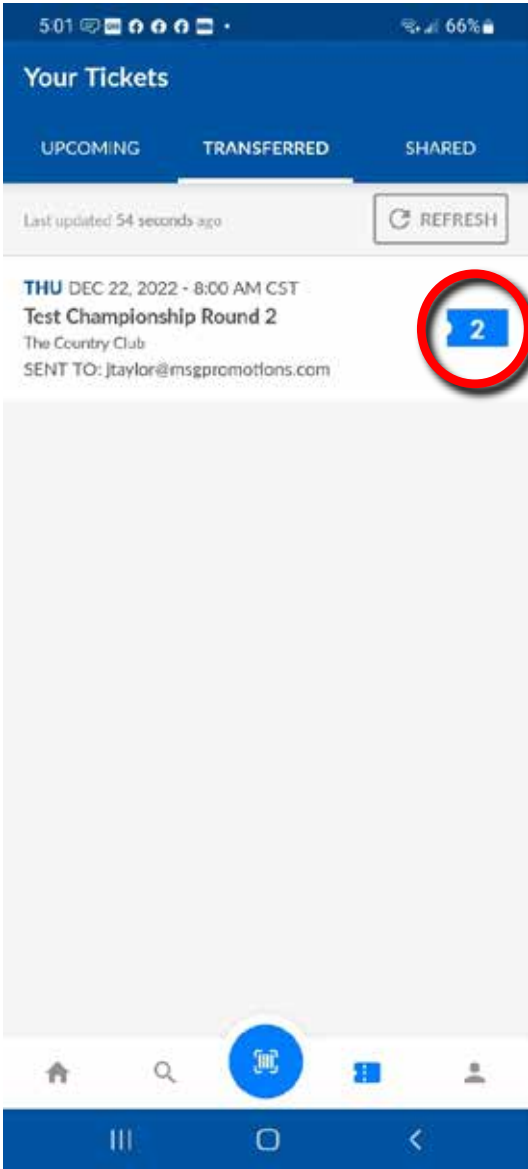 5:01 66%
Your Tickets
UPCOMING TRANSFERRED SHARED
Last updated 54 seconds ago REFRESH
THU DEC 22, 2022 - 8:00 AM CST
Test Championship Round 2
2
The Country Club
SENT TO: jtaylor@msgpromotions.com